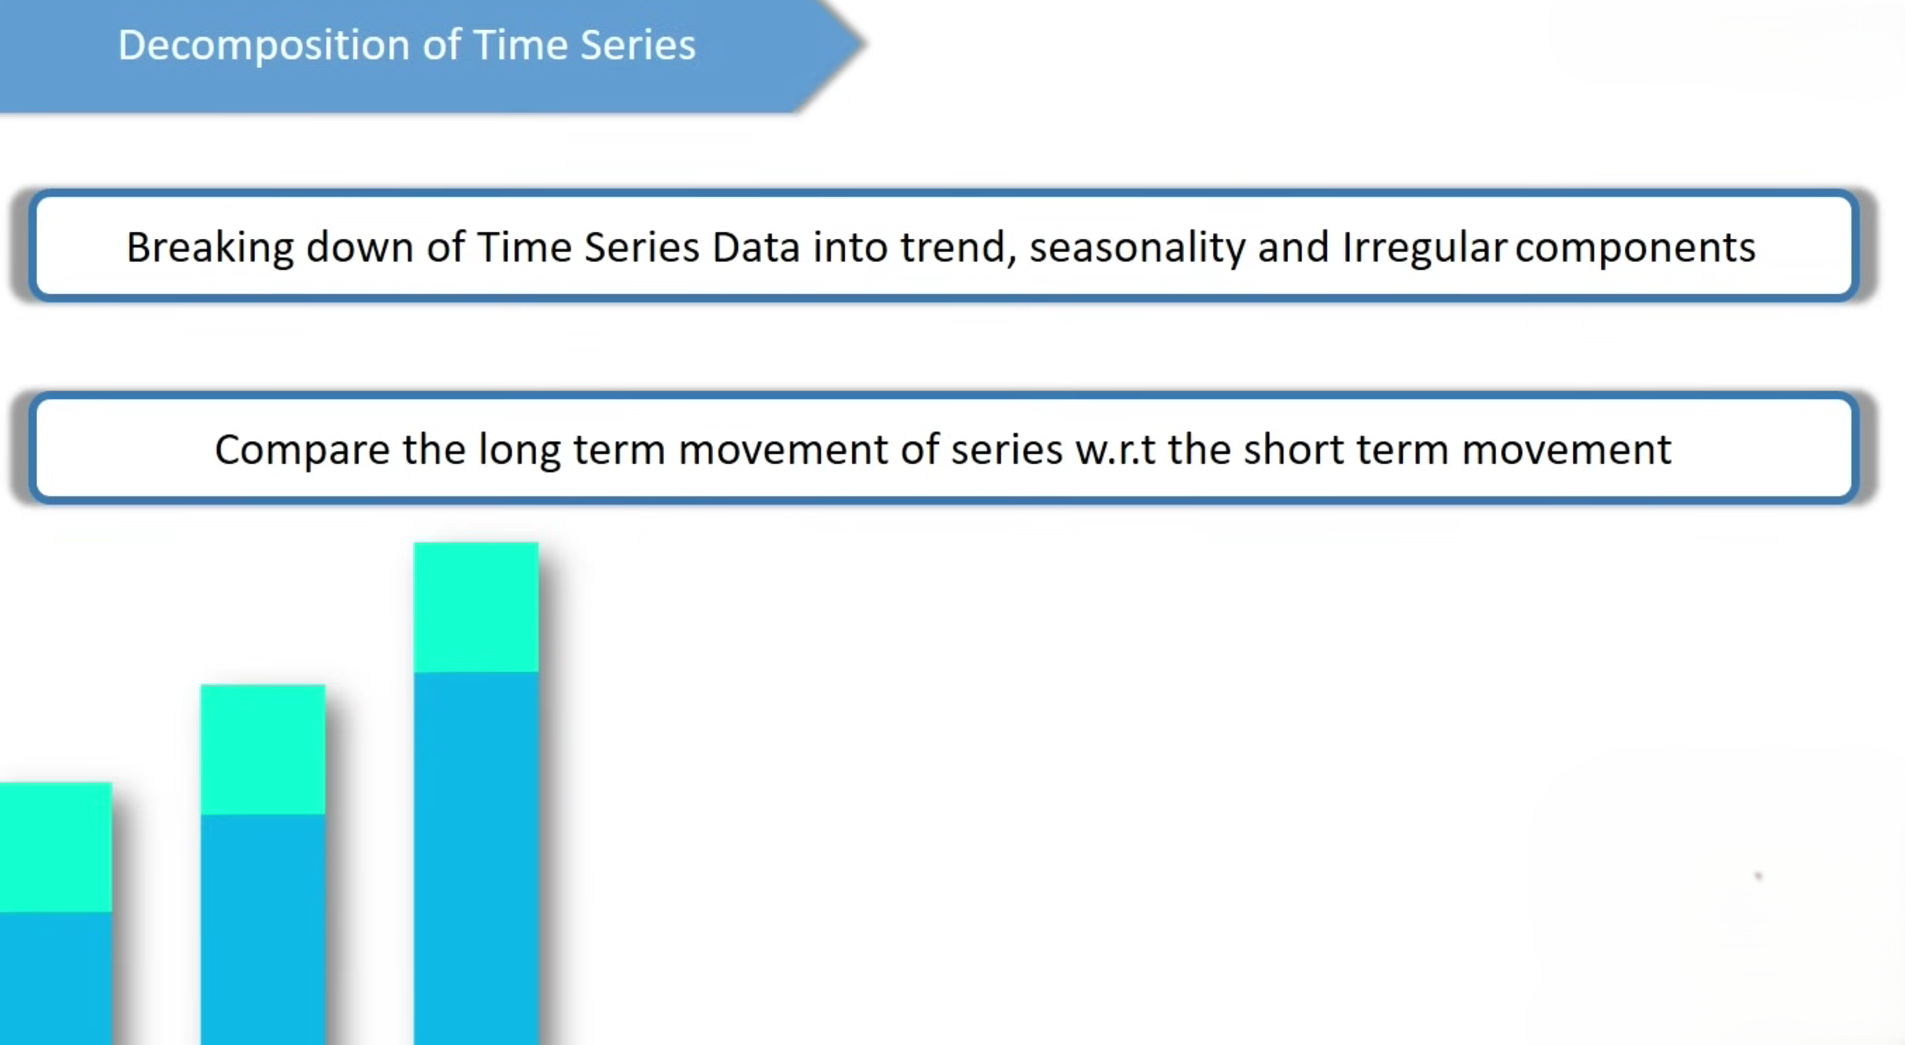 Decomposition of Time Series
Breaking down of Time Series Data into trend, seasonality and Irregular components
Compare the long term movement of series w.r.t the short term movement